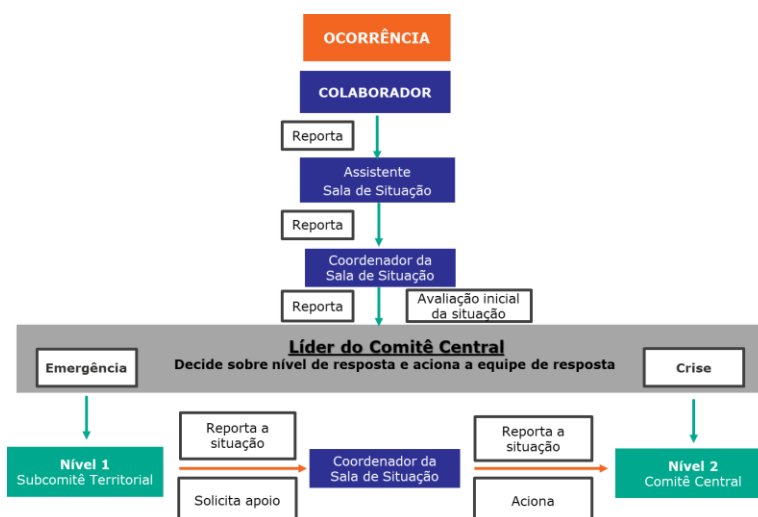 OCORRÊNCIA
COLABORADOR
Reporta
Assistente
Sala de Situação
Reporta
Coordenador da
Sala de Situação
Reporta
Avaliação inicial
da situação
Líder do Comitê Central
Decide sobre nível de resposta e aciona a equipe de resposta
Emergência
Crise
Nível 1
Subcomitê Territorial
Reporta a
situação
Solicita apoio
Coordenador da
Sala de Situação
Reporta a
situação
Aciona
Nível 2
Comitê Central